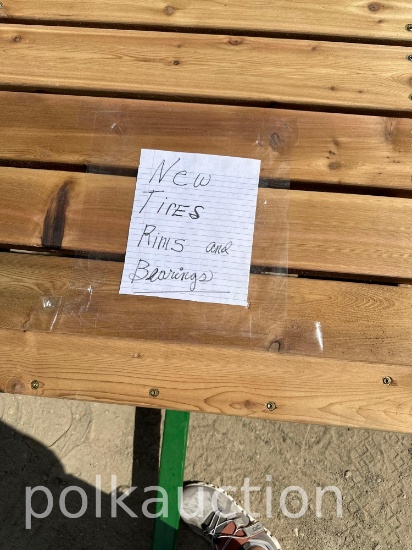 New
Tires
Rims and
Bearings
polkauction